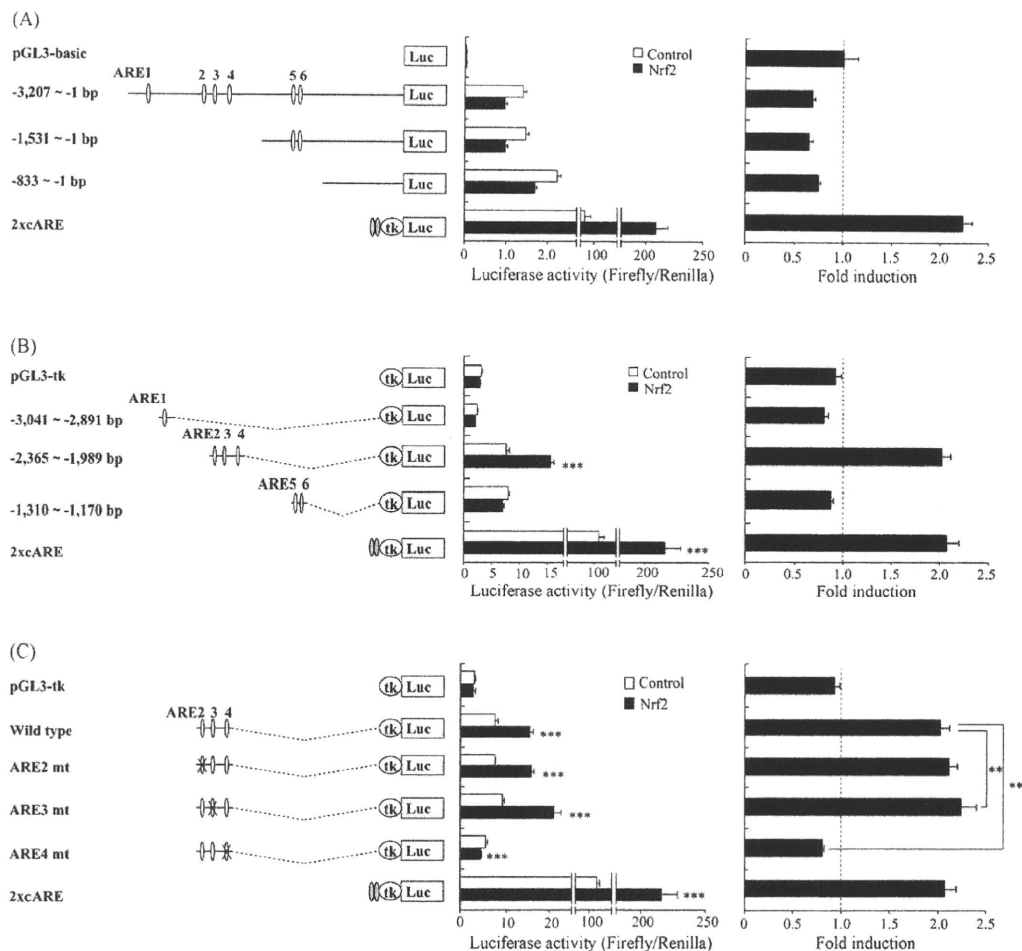 (A)
pGL3-basic
Luc
Control
Nrf2
ARE1 2 3 4 5 6
-3,207 ~ -1 bp
Luc
-1,531 ~ -1 bp
Luc
-833 ~ -1 bp
Luc
2xcARE
tk Luc
0 1.0 2.0 100 200 250
Luciferase activity (Firefly/Renilla)
0 0.5 1.0 1.5 2.0 2.5
Fold induction
(B)
pGL3-tk
tk Luc
Control
Nrf2
ARE1
-3,041 ~ -2,891 bp
tk Luc
ARE2 3 4
-2,365 ~ -1,989 bp
tk Luc
***
ARE5 6
-1,310 ~ -1,170 bp
tk Luc
2xcARE
tk Luc
***
0 5 10 15 100 200 250
Luciferase activity (Firefly/Renilla)
0 0.5 1.0 1.5 2.0 2.5
Fold induction
(C)
pGL3-tk
tk Luc
Control
Nrf2
ARE2 3 4
Wild type
tk Luc
***
ARE2 mt
tk Luc
***
**
**
ARE3 mt
tk Luc
***
ARE4 mt
tk Luc
***
2xcARE
tk Luc
***
0 10 20 100 200 250
Luciferase activity (Firefly/Renilla)
0 0.5 1.0 1.5 2.0 2.5
Fold induction